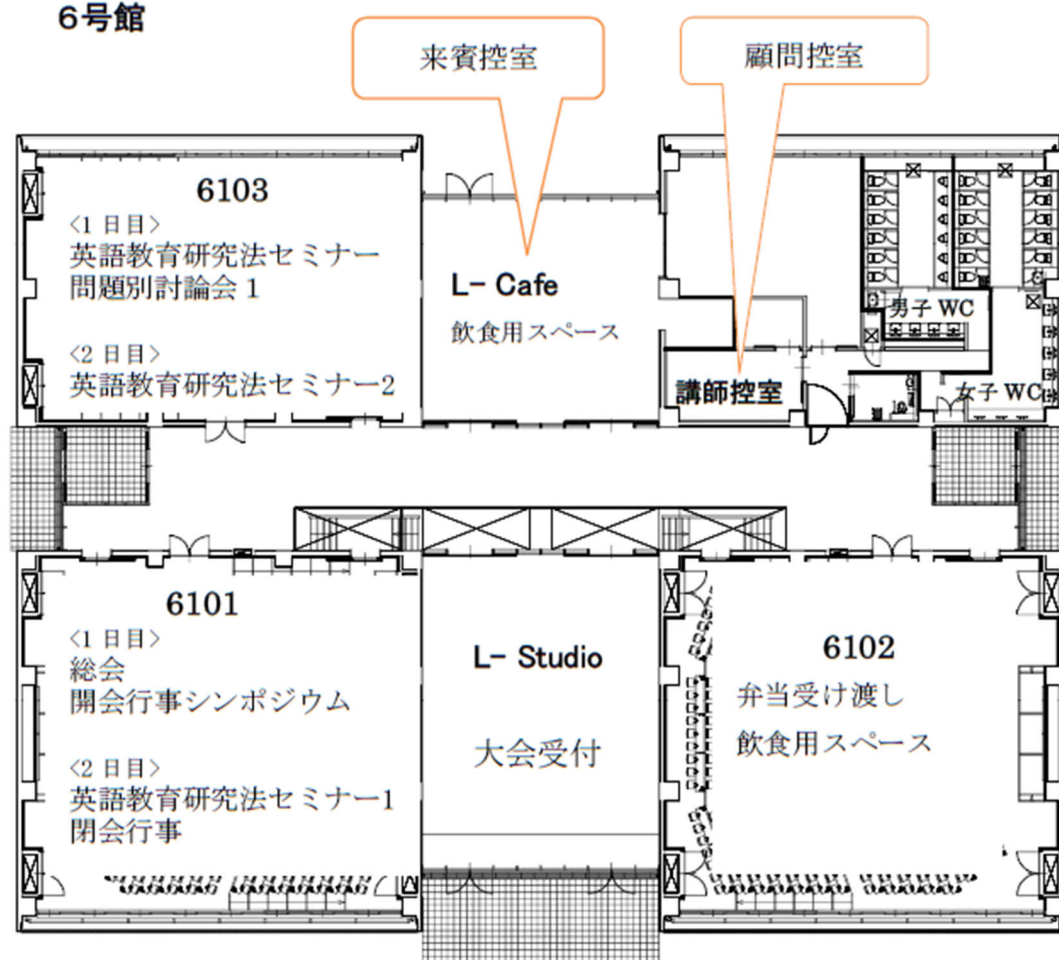 6号館
来賓控室
顧問控室
6103
<1 日目>
英語教育研究法セミナー
問題別討論会 1
<2 日目>
英語教育研究法セミナー2
L- Cafe
飲食用スペース
男子 WC
講師控室
女子 WC
6101
<1 日目>
総会
開会行事シンポジウム
<2 日目>
英語教育研究法セミナー1
閉会行事
L- Studio
大会受付
6102
弁当受け渡し
飲食用スペース